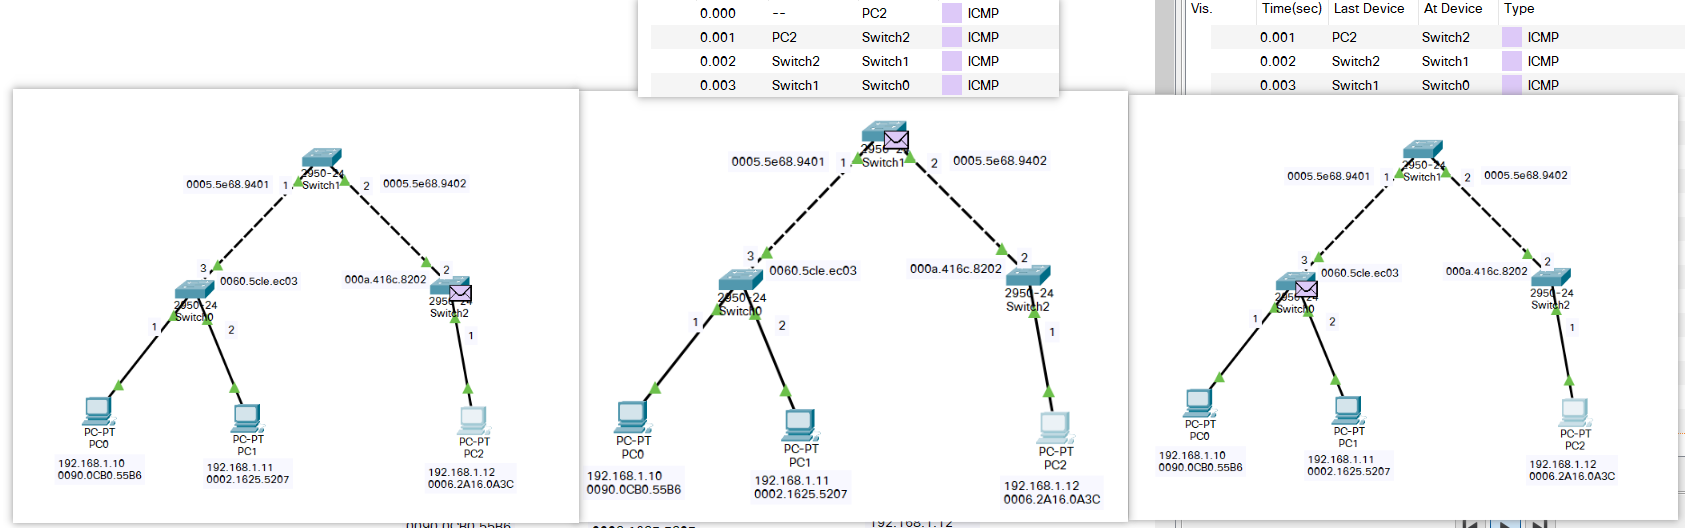 0.000 -- PC2 ICMP
0.001 PC2 Switch2 ICMP
0.002 Switch2 Switch1 ICMP
0.003 Switch1 Switch0 ICMP
Vis. Time(sec) Last Device At Device Type
0.001 PC2 Switch2 ICMP
0.002 Switch2 Switch1 ICMP
0.003 Switch1 Switch0 ICMP
2950-24
Switch1
0005.5e68.9401 1
2 0005.5e68.9402
3
0060.5cle.ec03
000a.416c.8202
2
2950-24
Switch0
2950-24
Switch2
1
2
1
PC-PT
PC0
PC-PT
PC1
PC-PT
PC2
192.168.1.10
0090.0CB0.55B6
192.168.1.11
0002.1625.5207
192.168.1.12
0006.2A16.0A3C
2950-24
Switch1
0005.5e68.9401 1
2 0005.5e68.9402
3
0060.5cle.ec03
000a.416c.8202
2
2950-24
Switch0
2950-24
Switch2
1
2
1
PC-PT
PC0
PC-PT
PC1
PC-PT
PC2
192.168.1.10
0090.0CB0.55B6
192.168.1.11
0002.1625.5207
192.168.1.12
0006.2A16.0A3C
2950-24
Switch1
0005.5e68.9401 1
2 0005.5e68.9402
3
0060.5cle.ec03
000a.416c.8202
2
2950-24
Switch0
2950-24
Switch2
1
2
1
PC-PT
PC0
PC-PT
PC1
PC-PT
PC2
192.168.1.10
0090.0CB0.55B6
192.168.1.11
0002.1625.5207
192.168.1.12
0006.2A16.0A3C
0090.0CB0.55B6
192.168.1.12